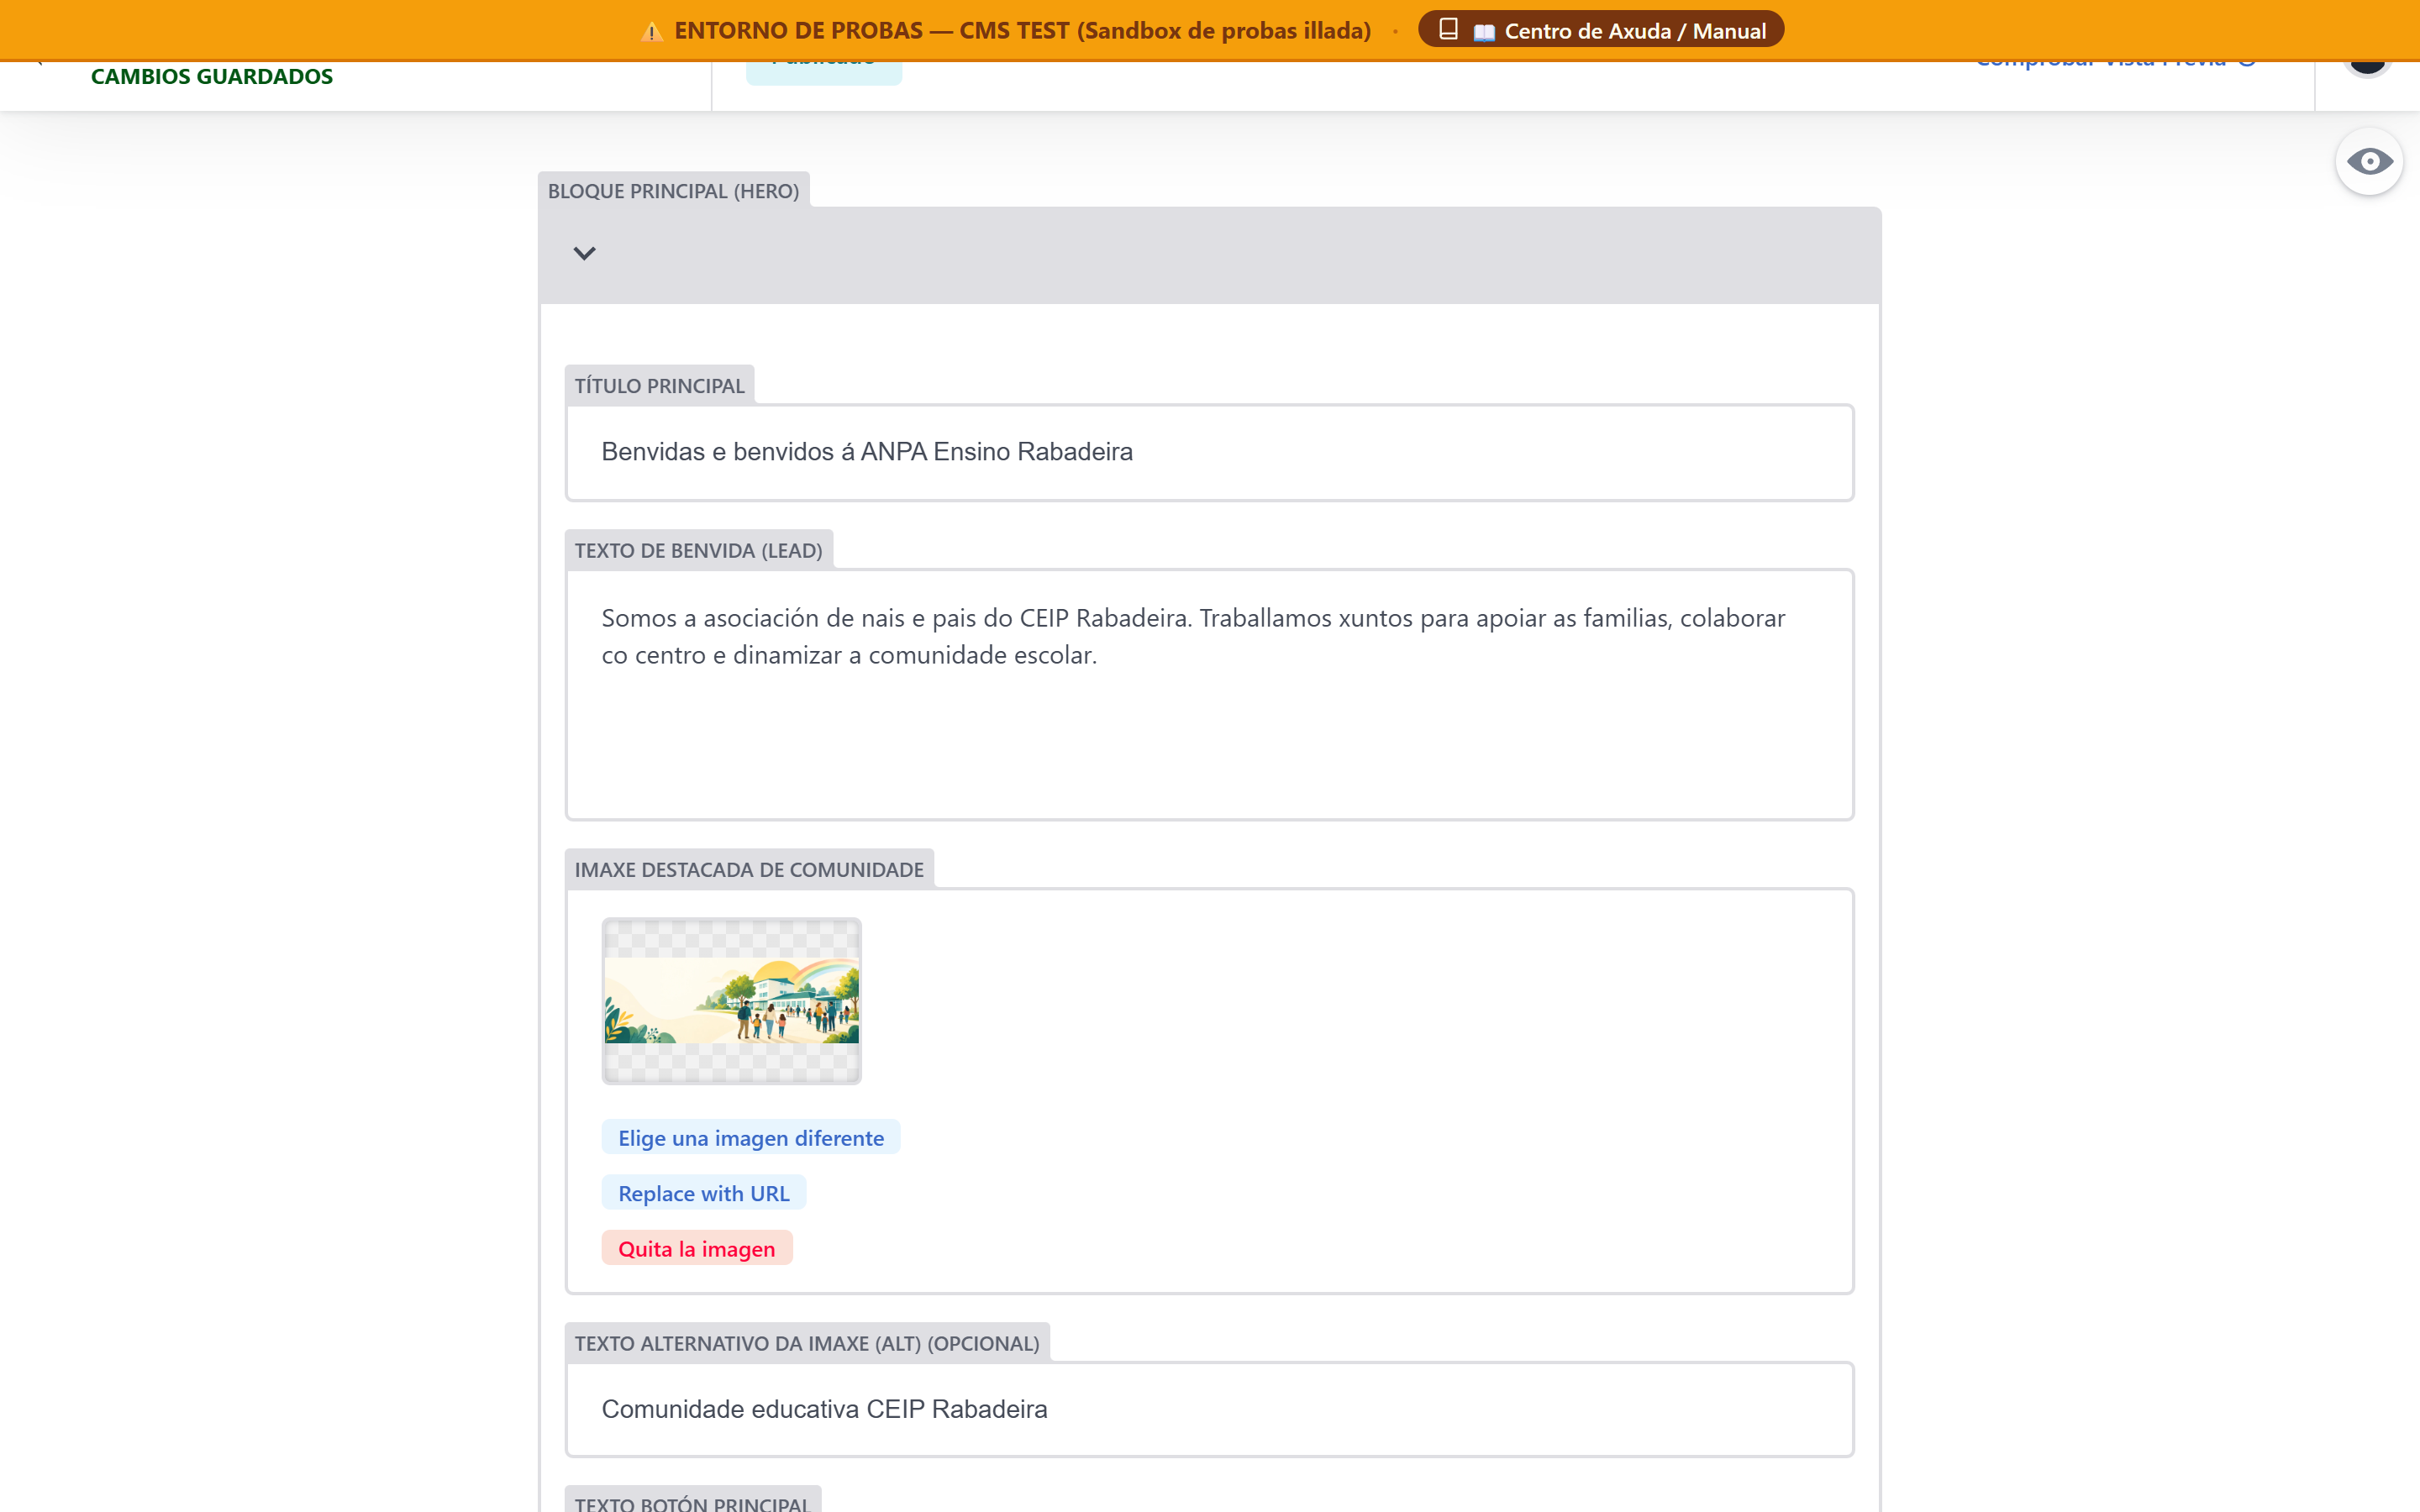 ⚠️ ENTORNO DE PROBAS — CMS TEST (Sandbox de probas illada) · 📖 Centro de Axuda / Manual
CAMBIOS GUARDADOS
BLOQUE PRINCIPAL (HERO)
TÍTULO PRINCIPAL
Benvidas e benvidos á ANPA Ensino Rabadeira
TEXTO DE BENVIDA (LEAD)
Somos a asociación de nais e pais do CEIP Rabadeira. Traballamos xuntos para apoiar as familias, colaborar
co centro e dinamizar a comunidade escolar.
IMAXE DESTACADA DE COMUNIDADE
Elige una imagen diferente
Replace with URL
Quita la imagen
TEXTO ALTERNATIVO DA IMAXE (ALT) (OPCIONAL)
Comunidade educativa CEIP Rabadeira
TEXTO BOTÓN PRINCIPAL